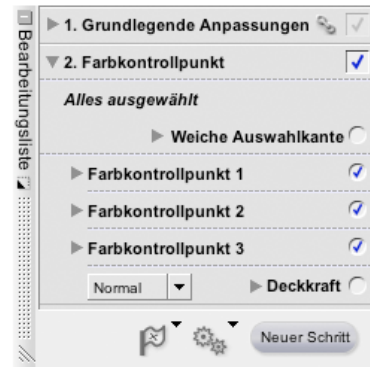 Bearbeitungsliste
1. Grundlegende Anpassungen
2. Farbkontrollpunkt
Alles ausgewählt
Weiche Auswahlkante
Farbkontrollpunkt 1
Farbkontrollpunkt 2
Farbkontrollpunkt 3
Normal Deckkraft
Neuer Schritt